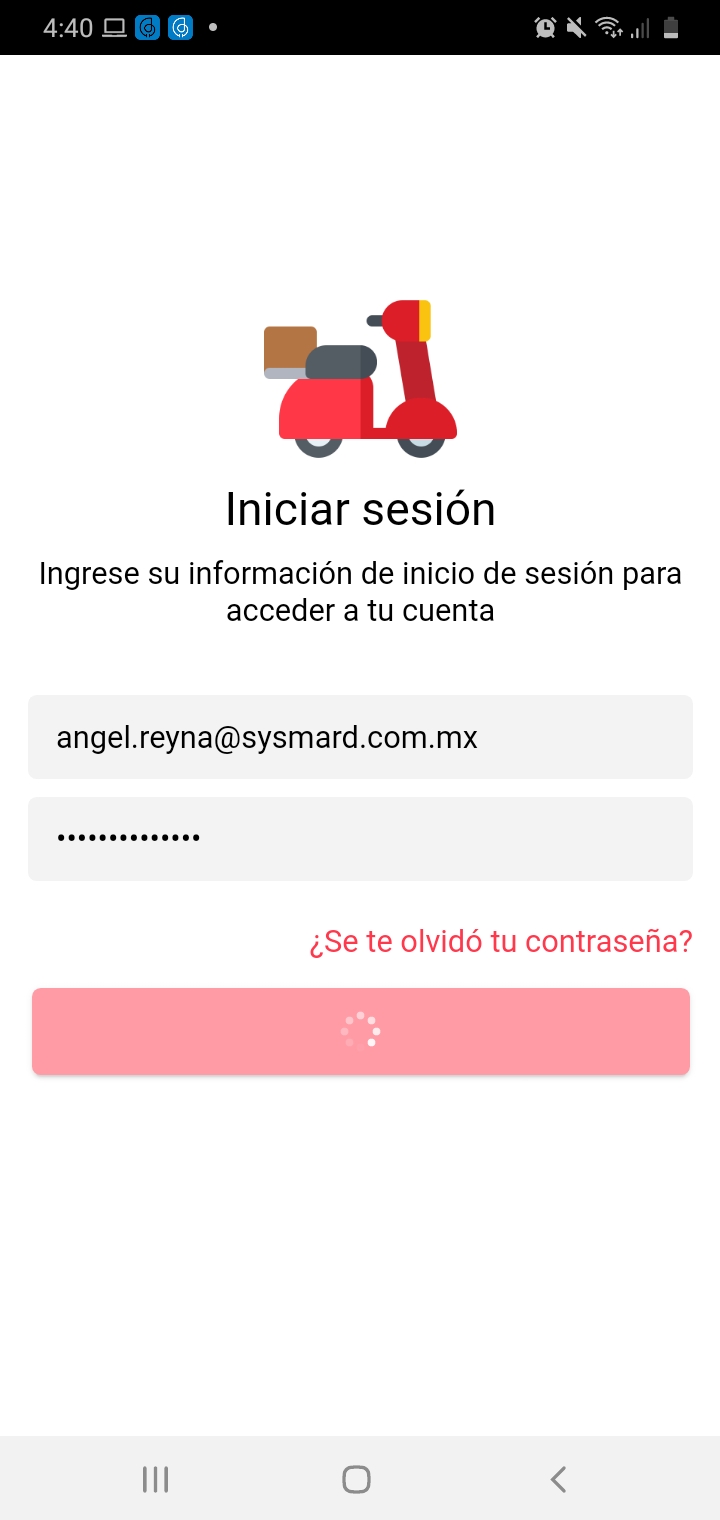 4:40
Iniciar sesión
Ingrese su información de inicio de sesión para
acceder a tu cuenta
angel.reyna@sysmard.com.mx
••••••••••••••
¿Se te olvidó tu contraseña?